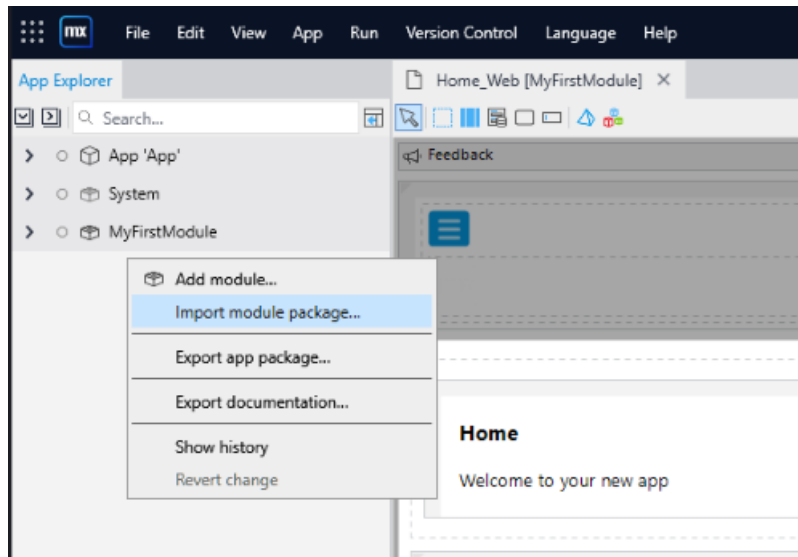 mx File Edit View App Run Version Control Language Help
App Explorer
Home_Web [MyFirstModule]
Search...
App 'App'
System
MyFirstModule
Add module...
Import module package...
Export app package...
Export documentation...
Show history
Revert change
Feedback
Home
Welcome to your new app